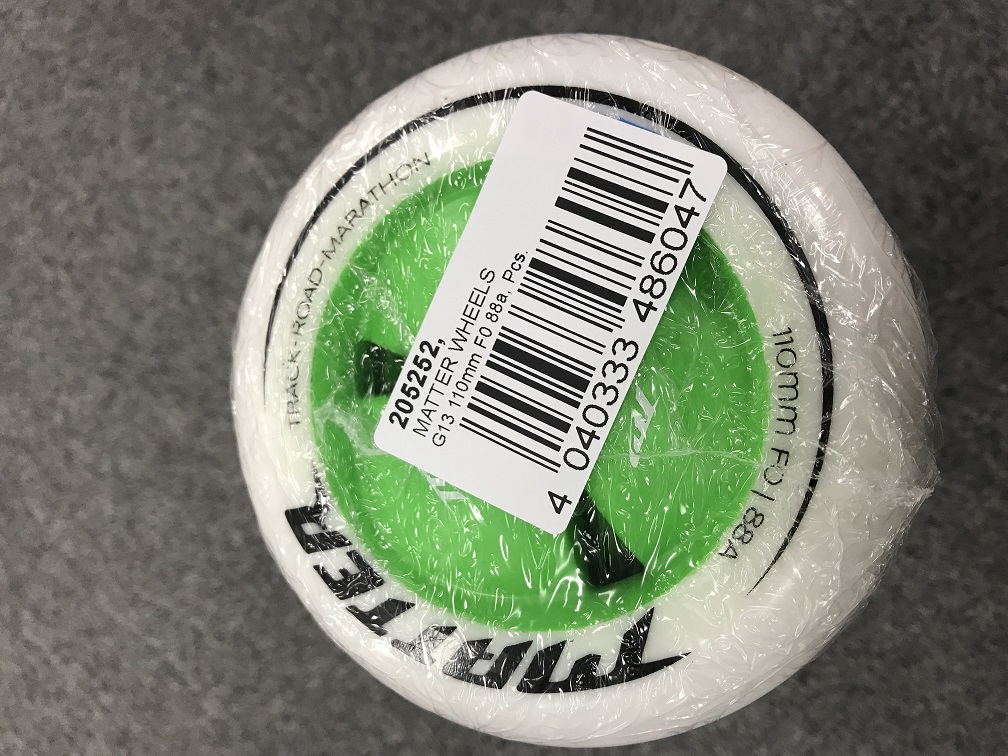 205252,
MATTER WHEELS
G13 110mm F0 88a, Pcs.
4 040333 486047
TRACK·ROAD·MARATHON
110mm F0 | 88A
MATTER